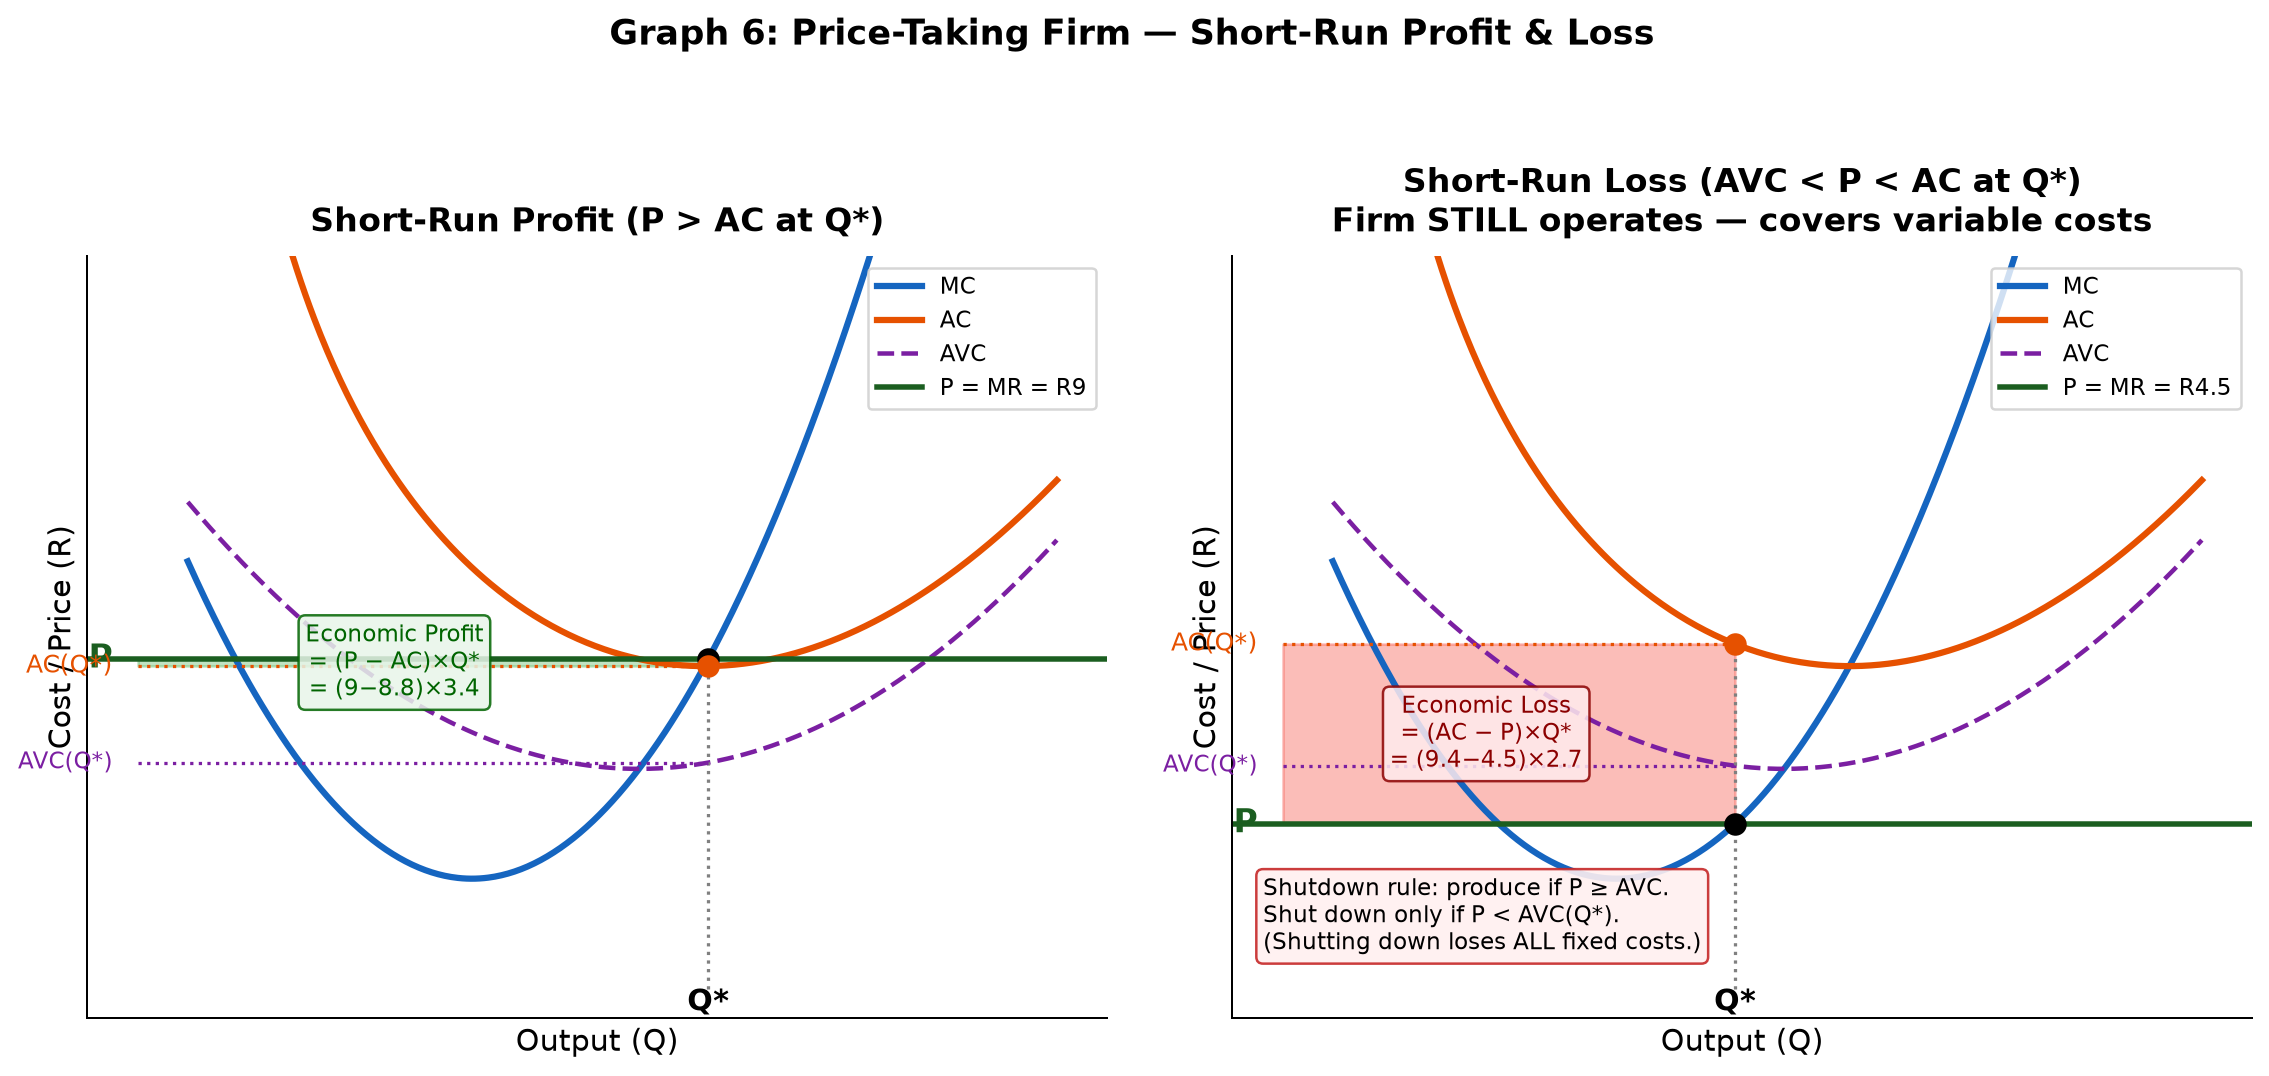 Graph 6: Price-Taking Firm — Short-Run Profit & Loss
Short-Run Profit (P > AC at Q*)
MC
AC
AVC
P = MR = R9
Cost / Price (R)
P
AC(Q*)
AVC(Q*)
Economic Profit
= (P − AC)×Q*
= (9−8.8)×3.4
Q*
Output (Q)
Short-Run Loss (AVC < P < AC at Q*)
Firm STILL operates — covers variable costs
MC
AC
AVC
P = MR = R4.5
Cost / Price (R)
AC(Q*)
AVC(Q*)
P
Economic Loss
= (AC − P)×Q*
= (9.4−4.5)×2.7
Shutdown rule: produce if P ≥ AVC.
Shut down only if P < AVC(Q*).
(Shutting down loses ALL fixed costs.)
Q*
Output (Q)